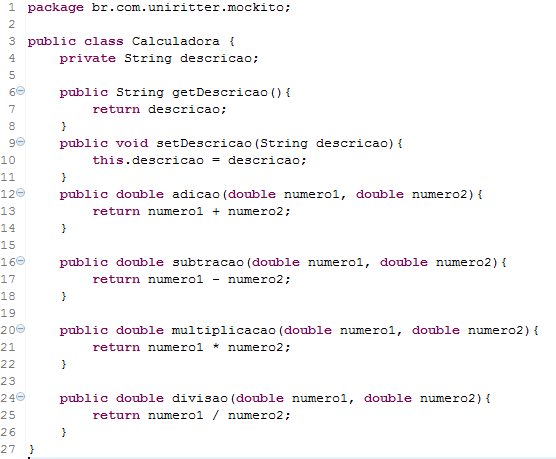 1 package br.com.uniritter.mockito;
2
3 public class Calculadora {
4     private String descricao;
5
6     public String getDescricao(){
7         return descricao;
8     }
9     public void setDescricao(String descricao){
10         this.descricao = descricao;
11     }
12     public double adicao(double numero1, double numero2){
13         return numero1 + numero2;
14     }
15
16     public double subtracao(double numero1, double numero2){
17         return numero1 - numero2;
18     }
19
20     public double multiplicacao(double numero1, double numero2){
21         return numero1 * numero2;
22     }
23
24     public double divisao(double numero1, double numero2){
25         return numero1 / numero2;
26     }
27 }